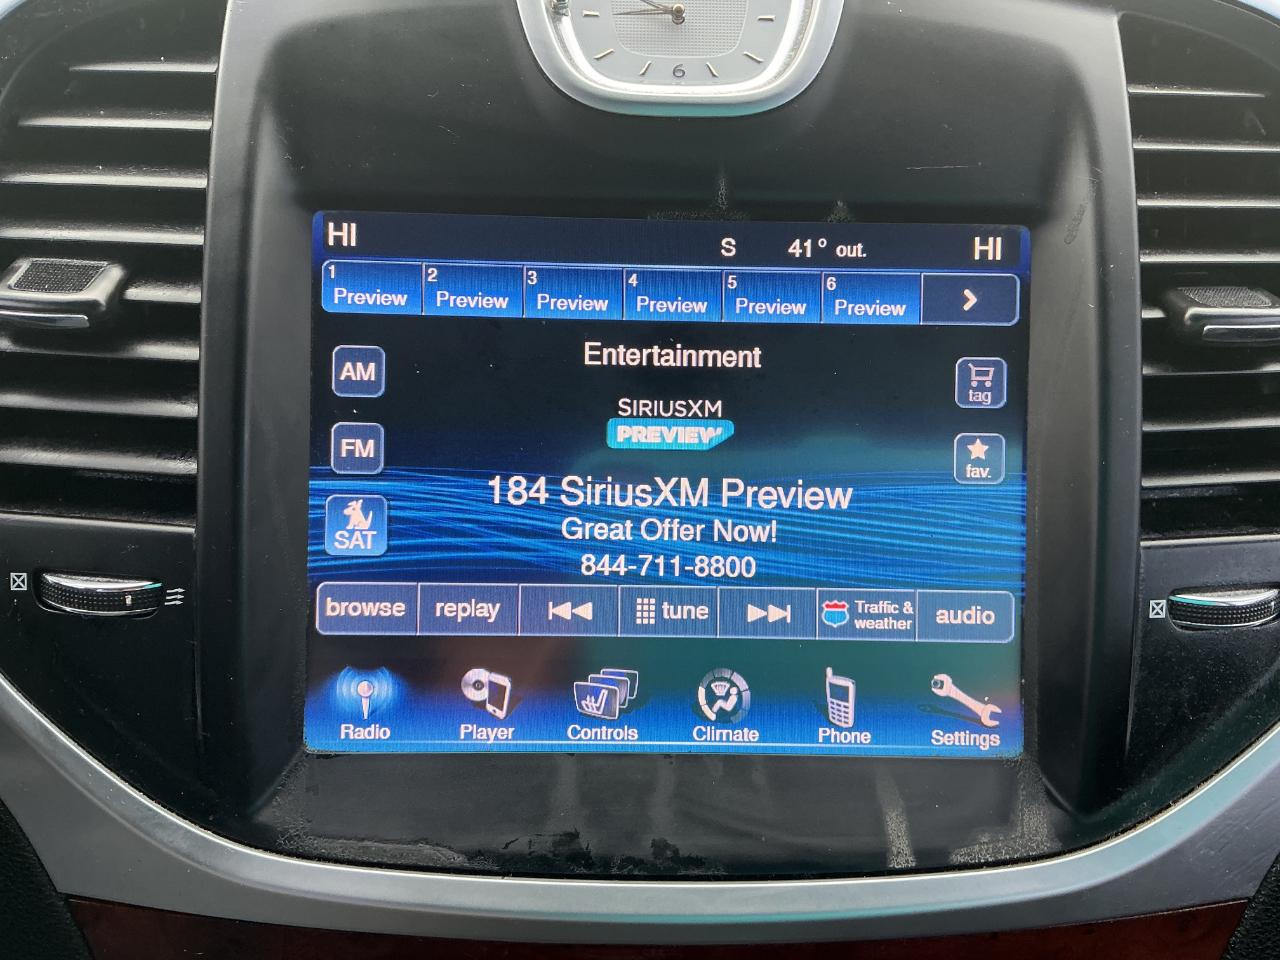 6
HI S 41° out. HI
1 Preview 2 Preview 3 Preview 4 Preview 5 Preview 6 Preview >
Entertainment
AM
SIRIUSXM
PREVIEW
tag
FM
fav.
184 SiriusXM Preview
SAT
Great Offer Now!
844-711-8800
browse replay tune Traffic & weather audio
Radio Player Controls Climate Phone Settings